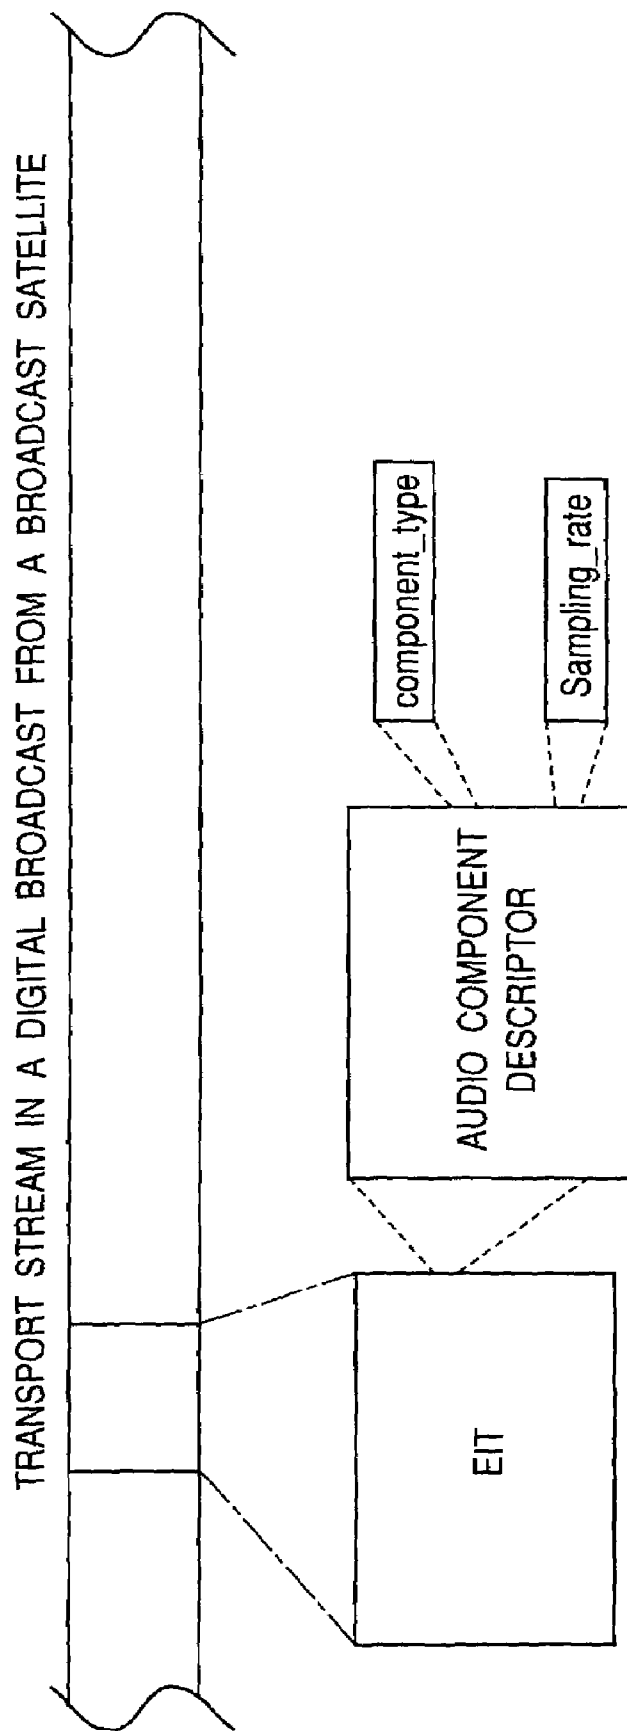 TRANSPORT STREAM IN A DIGITAL BROADCAST FROM A BROADCAST SATELLITE
EIT
AUDIO COMPONENT
DESCRIPTOR
component_type
Sampling_rate